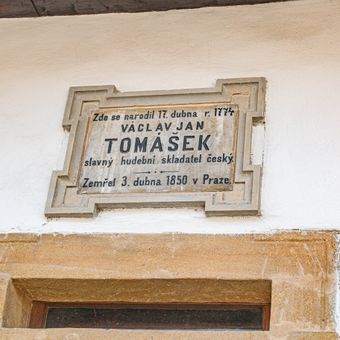 Zde se narodil 17. dubna r. 1774
VÁCLAV JAN
TOMÁŠEK
slavný hudební skladatel český.
Zemřel 3. dubna 1850 v Praze.